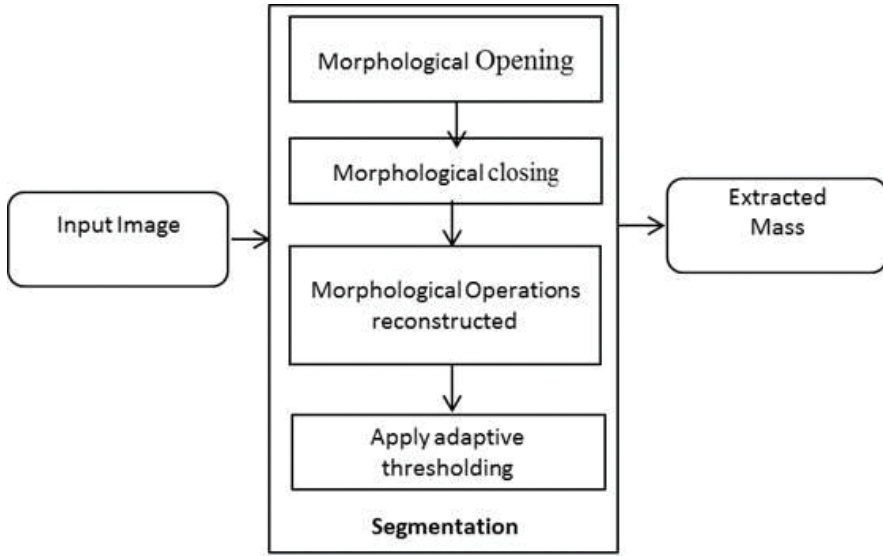 Morphological Opening
Morphological closing
Input Image
Extracted
Mass
Morphological Operations
reconstructed
Apply adaptive
thresholding
Segmentation